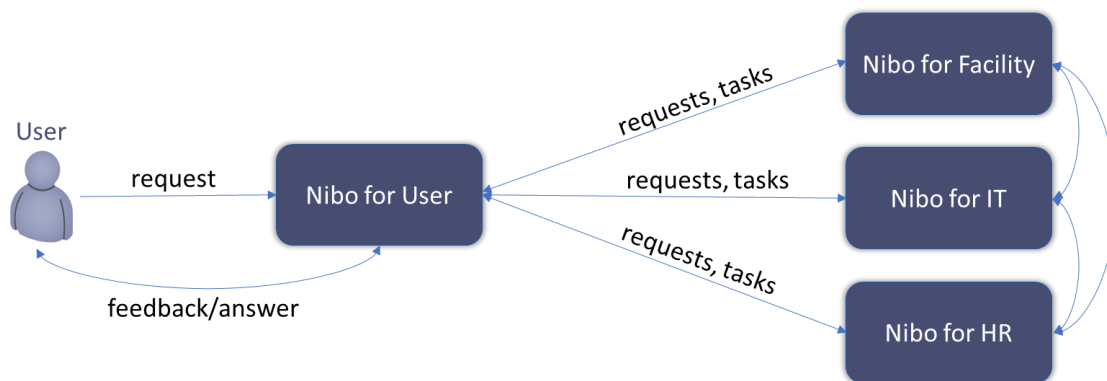 User
request
feedback/answer
Nibo for User
requests, tasks
requests, tasks
requests, tasks
Nibo for Facility
Nibo for IT
Nibo for HR